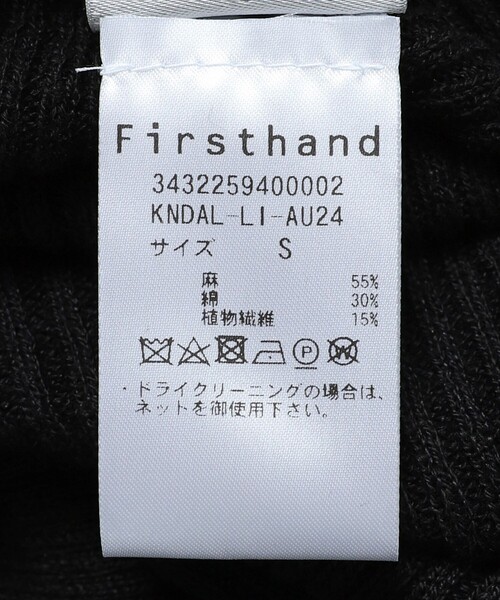 Firsthand
3432259400002
KNDAL-LI-AU24
サイズ S
麻 55%
綿 30%
植物繊維 15%
・ドライクリーニングの場合は、
ネットを御使用下さい。